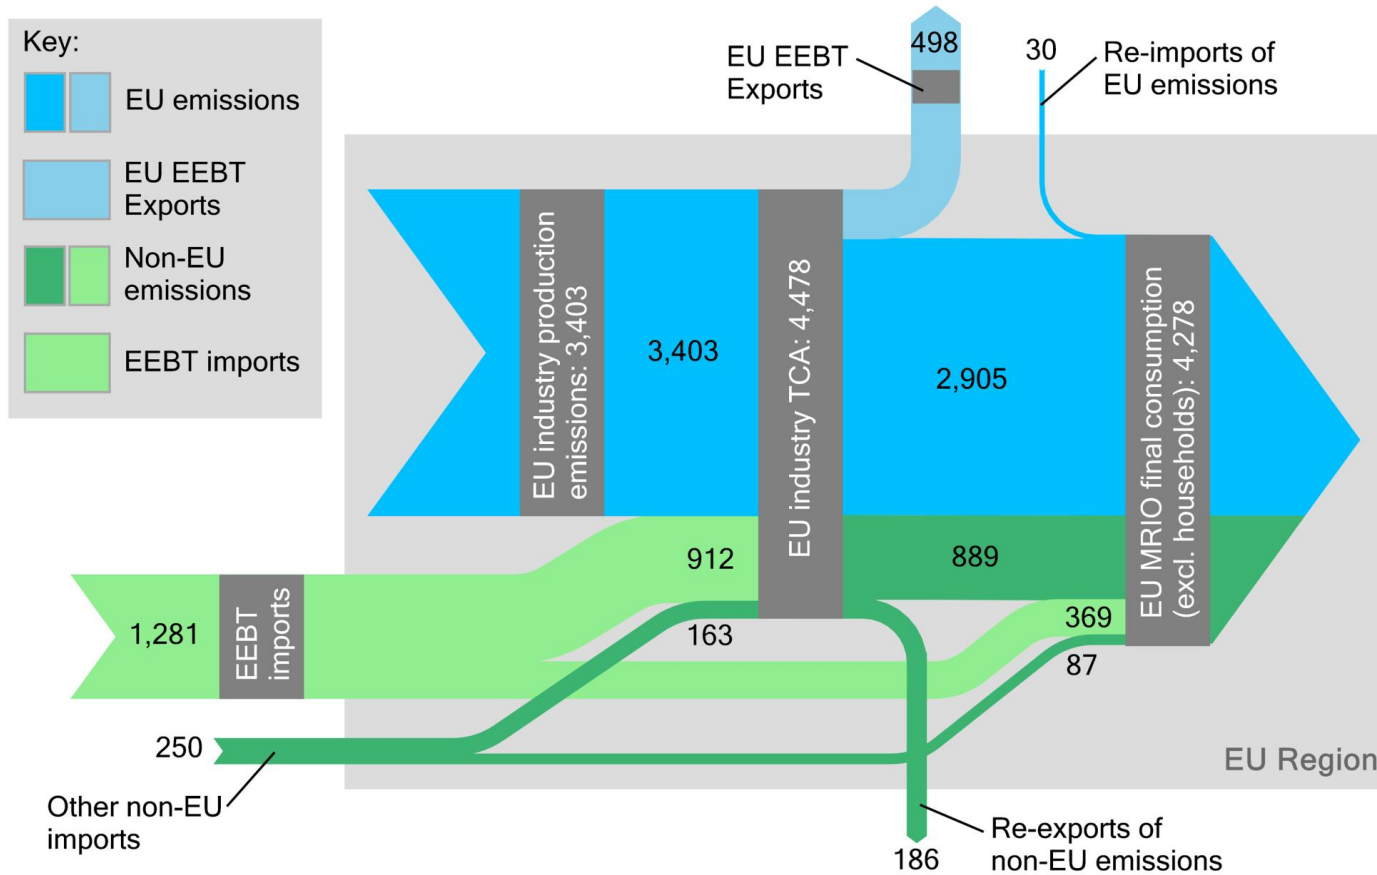 Key:
EU emissions
EU EEBT
Exports
Non-EU
emissions
EEBT imports
EU EEBT
Exports
498
30
Re-imports of
EU emissions
EU industry production
emissions: 3,403
3,403
EU industry TCA: 4,478
2,905
EU MRIO final consumption
(excl. households): 4,278
912
889
369
163
87
1,281
EEBT
imports
250
Other non-EU
imports
186
Re-exports of
non-EU emissions
EU Region